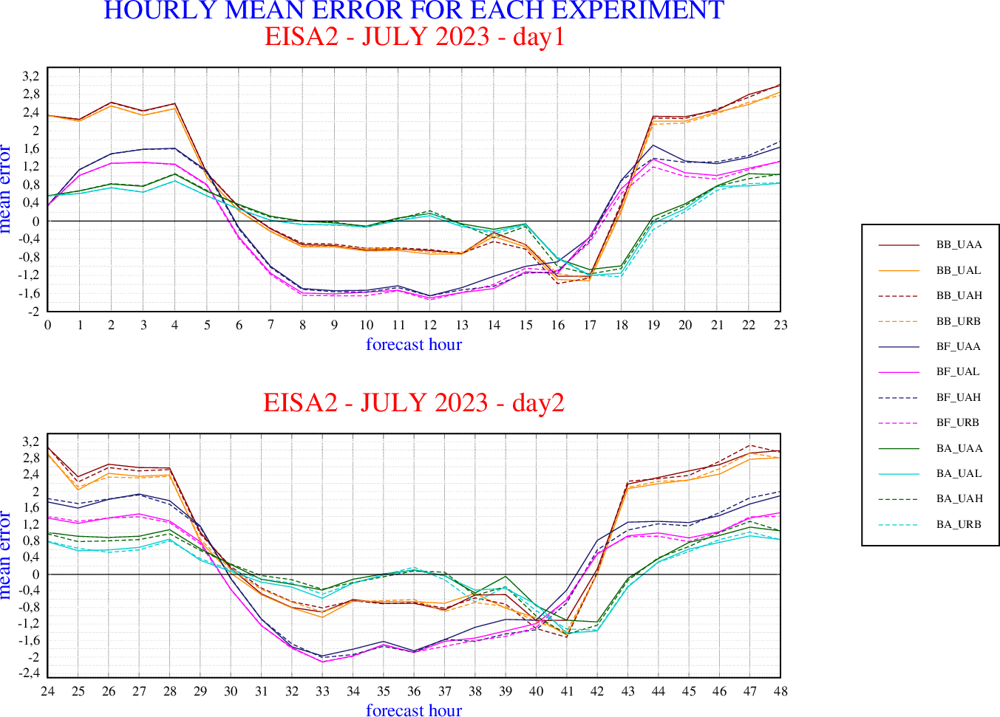 HOURLY MEAN ERROR FOR EACH EXPERIMENT
EISA2 - JULY 2023 - day1
mean error
3,2
2,8
2,4
2
1,6
1,2
0,8
0,4
0
-0,4
-0,8
-1,2
-1,6
-2
0 1 2 3 4 5 6 7 8 9 10 11 12 13 14 15 16 17 18 19 20 21 22 23
forecast hour
EISA2 - JULY 2023 - day2
mean error
3,2
2,8
2,4
2
1,6
1,2
0,8
0,4
0
-0,4
-0,8
-1,2
-1,6
-2
-2,4
24 25 26 27 28 29 30 31 32 33 34 35 36 37 38 39 40 41 42 43 44 45 46 47 48
forecast hour
BB_UAA
BB_UAL
BB_UAH
BB_URB
BF_UAA
BF_UAL
BF_UAH
BF_URB
BA_UAA
BA_UAL
BA_UAH
BA_URB